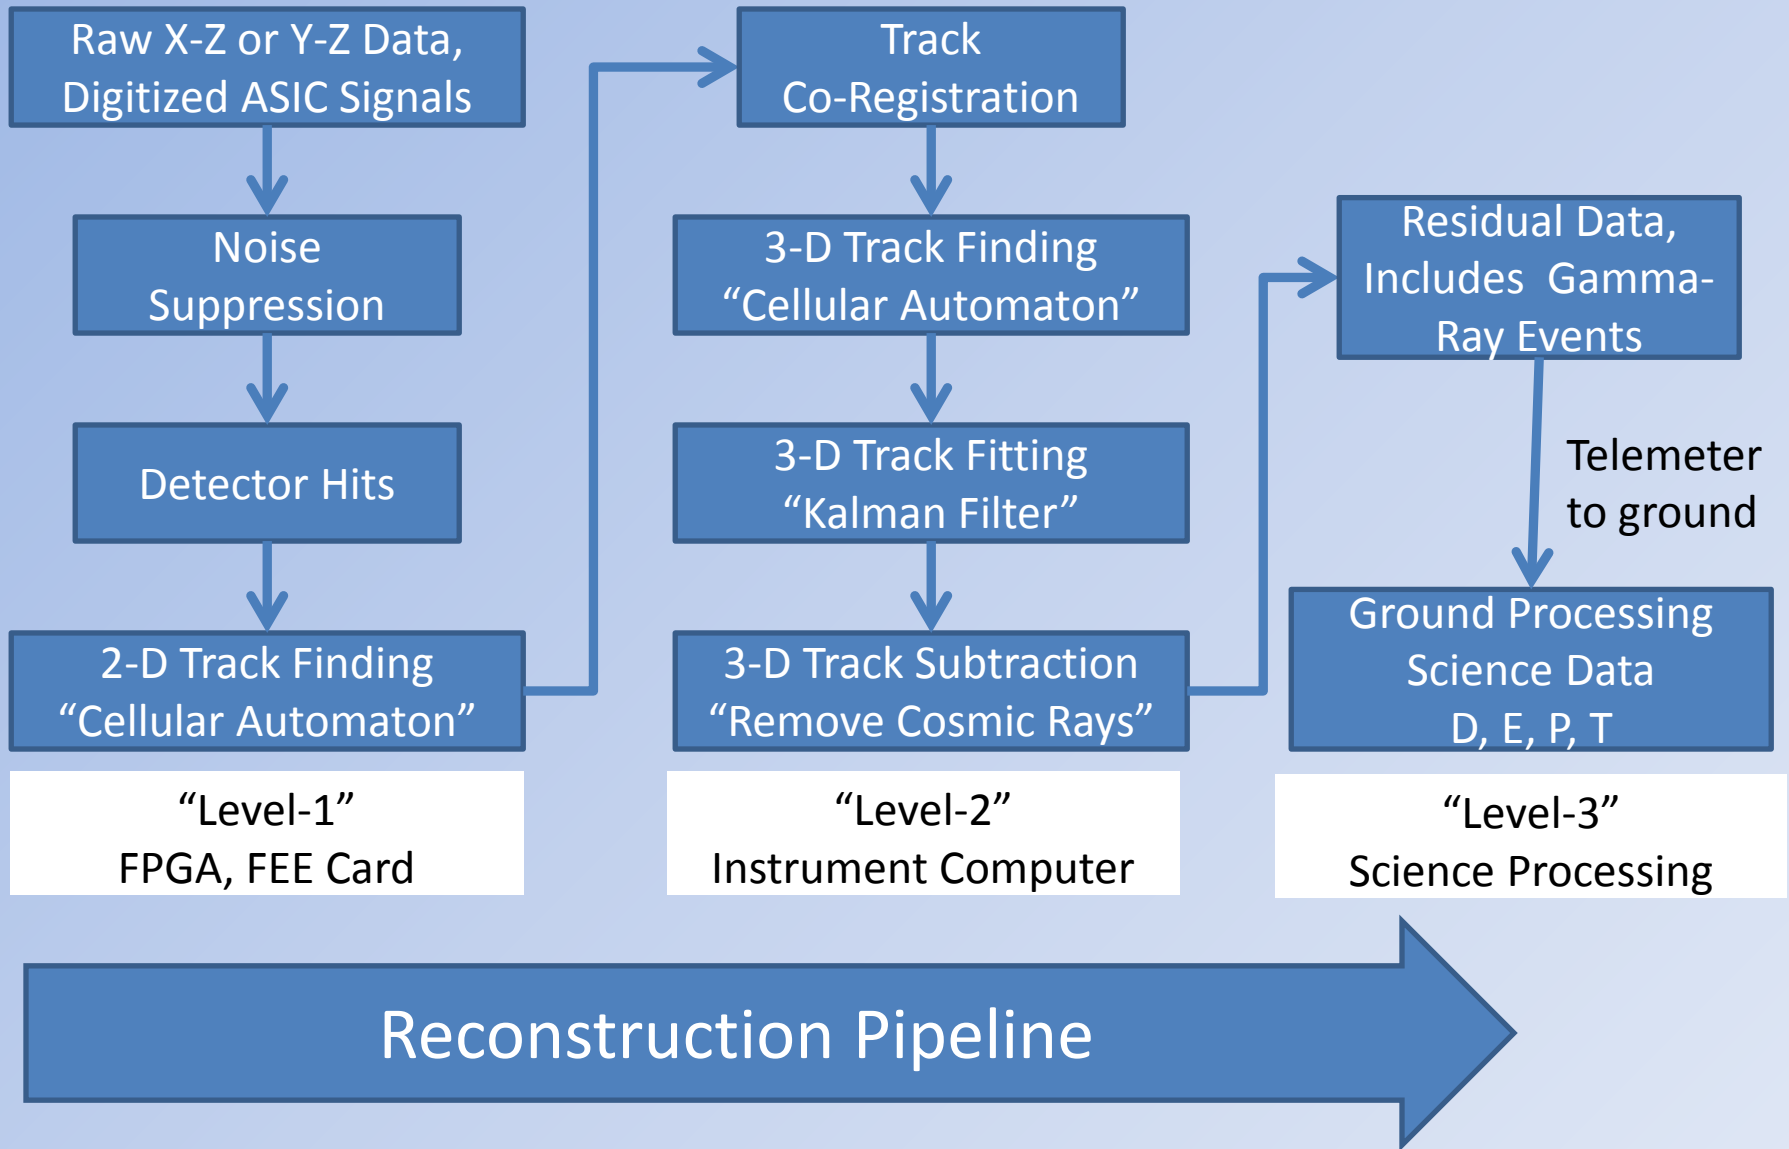 Raw X-Z or Y-Z Data,
Digitized ASIC Signals
Noise
Suppression
Detector Hits
2-D Track Finding
“Cellular Automaton”
“Level-1”
FPGA, FEE Card
Track
Co-Registration
3-D Track Finding
“Cellular Automaton”
3-D Track Fitting
“Kalman Filter”
3-D Track Subtraction
“Remove Cosmic Rays”
“Level-2”
Instrument Computer
Residual Data,
Includes Gamma-
Ray Events
Telemeter
to ground
Ground Processing
Science Data
D, E, P, T
“Level-3”
Science Processing
Reconstruction Pipeline